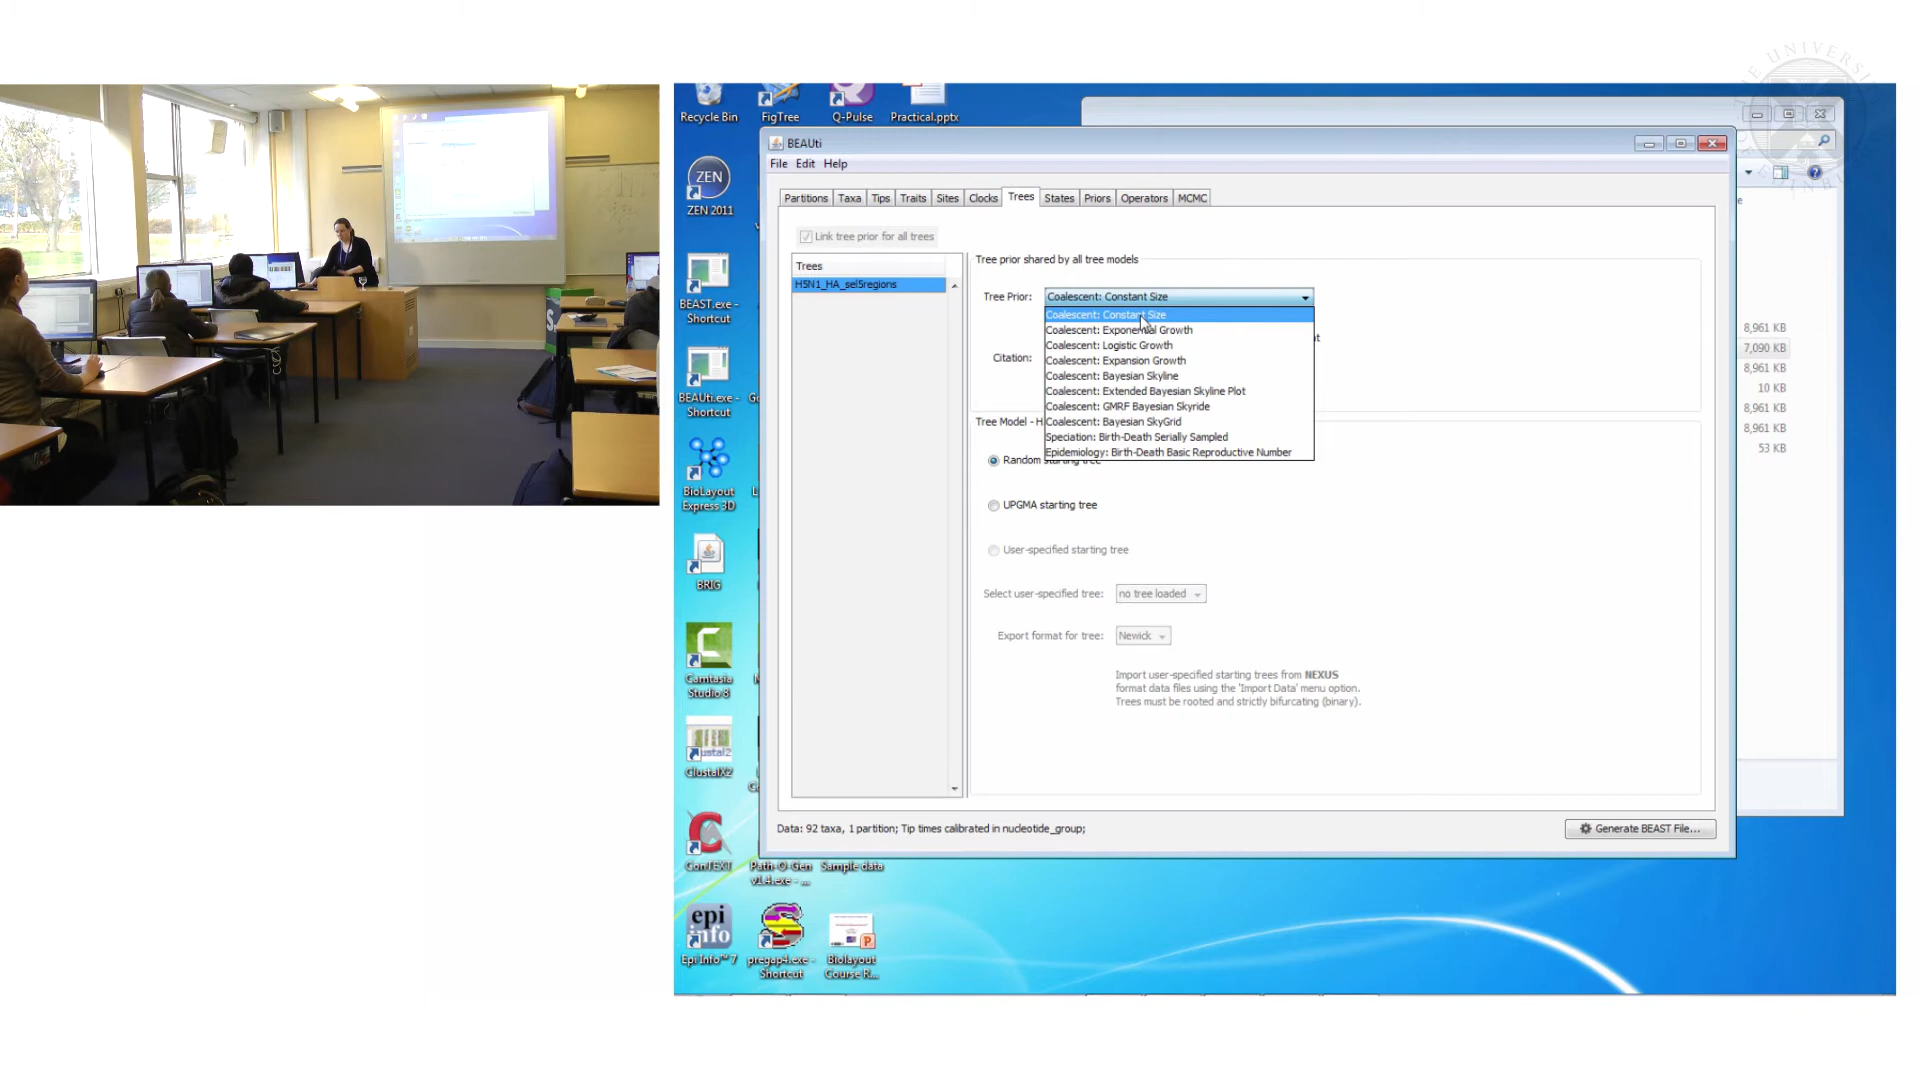 Recycle Bin
FigTree
Q-Pulse
Practical.pptx
ZEN
ZEN 2011
BEAST.exe -
Shortcut
BEAUti.exe -
Shortcut
BioLayout
Express 3D
BRIG
Camtasia
Studio 8
ClustalX2
ConTEXT
Path-O-Gen
v1.4.exe - ...
Sample data
epi
info
Epi Info™ 7
pregap4.exe -
Shortcut
Biolayout
Course R...
BEAUti
File Edit Help
Partitions Taxa Tips Traits Sites Clocks Trees States Priors Operators MCMC
Link tree prior for all trees
Trees
H5N1_HA_sel5regions
Tree prior shared by all tree models
Tree Prior: Coalescent: Constant Size
Coalescent: Constant Size
Coalescent: Exponential Growth
Coalescent: Logistic Growth
Coalescent: Expansion Growth
Coalescent: Bayesian Skyline
Coalescent: Extended Bayesian Skyline Plot
Coalescent: GMRF Bayesian Skyride
Coalescent: Bayesian SkyGrid
Speciation: Birth-Death Serially Sampled
Epidemiology: Birth-Death Basic Reproductive Number
Citation:
Tree Model - H
Random starting tree
UPGMA starting tree
User-specified starting tree
Select user-specified tree: no tree loaded
Export format for tree: Newick
Import user-specified starting trees from NEXUS
format data files using the 'Import Data' menu option.
Trees must be rooted and strictly bifurcating (binary).
Data: 92 taxa, 1 partition; Tip times calibrated in nucleotide_group;
Generate BEAST File...
8,961 KB
7,090 KB
8,961 KB
10 KB
8,961 KB
8,961 KB
53 KB